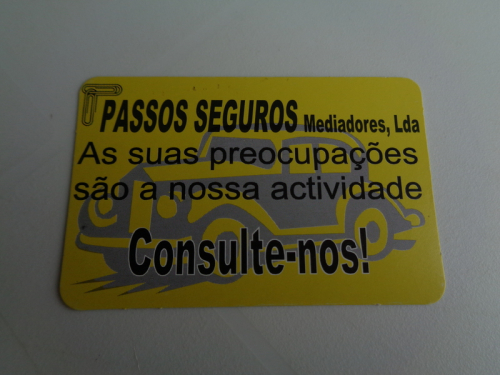 PASSOS SEGUROS Mediadores, Lda
As suas preocupações
são a nossa actividade
Consulte-nos!